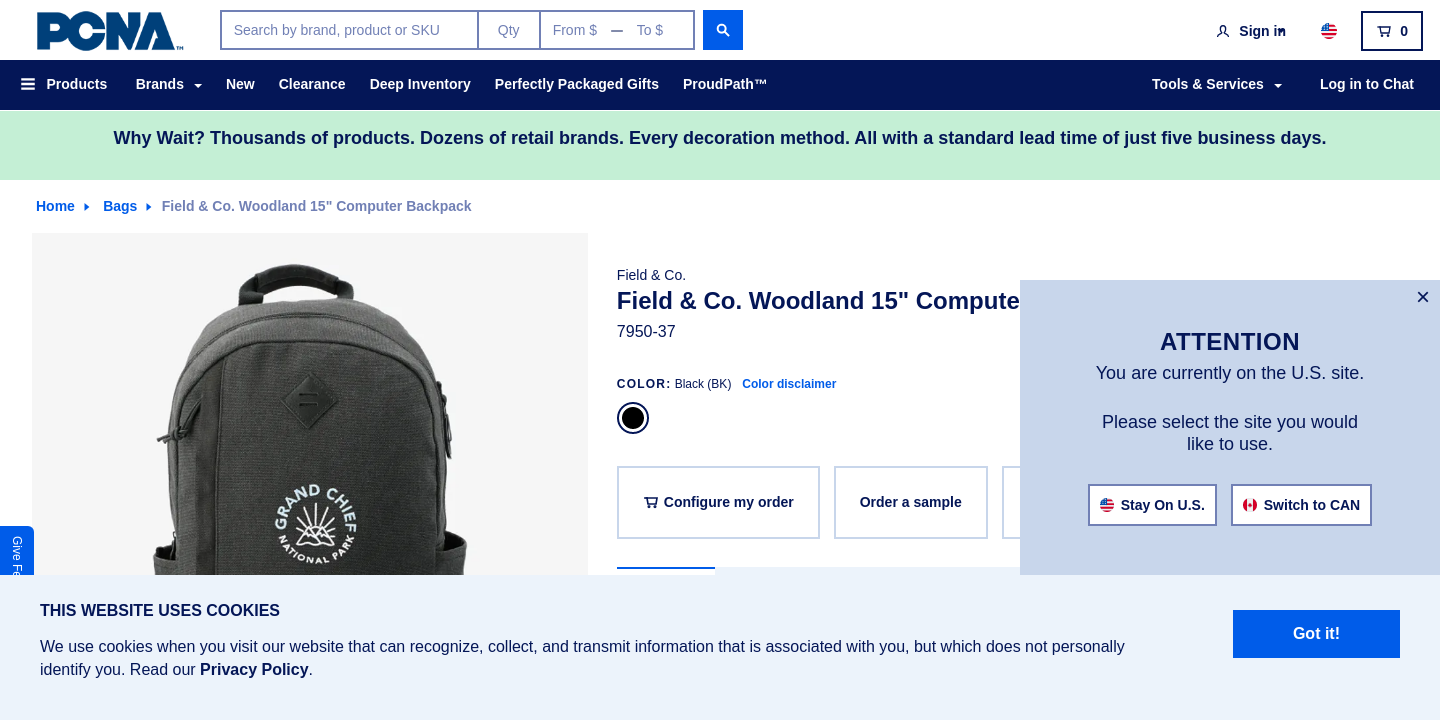 PCNA™
Search by brand, product or SKU
Qty
From $ — To $
Sign in
0
Products
Brands
New
Clearance
Deep Inventory
Perfectly Packaged Gifts
ProudPath™
Tools & Services
Log in to Chat
Why Wait? Thousands of products. Dozens of retail brands. Every decoration method. All with a standard lead time of just five business days.
Home
Bags
Field & Co. Woodland 15" Computer Backpack
Field & Co.
Field & Co. Woodland 15" Compute
7950-37
COLOR: Black (BK) Color disclaimer
Configure my order
Order a sample
GRAND CHIEF
NATIONAL PARK
Give Fe
×
ATTENTION
You are currently on the U.S. site.
Please select the site you would
like to use.
Stay On U.S.
Switch to CAN
THIS WEBSITE USES COOKIES
We use cookies when you visit our website that can recognize, collect, and transmit information that is associated with you, but which does not personally
identify you. Read our Privacy Policy.
Got it!